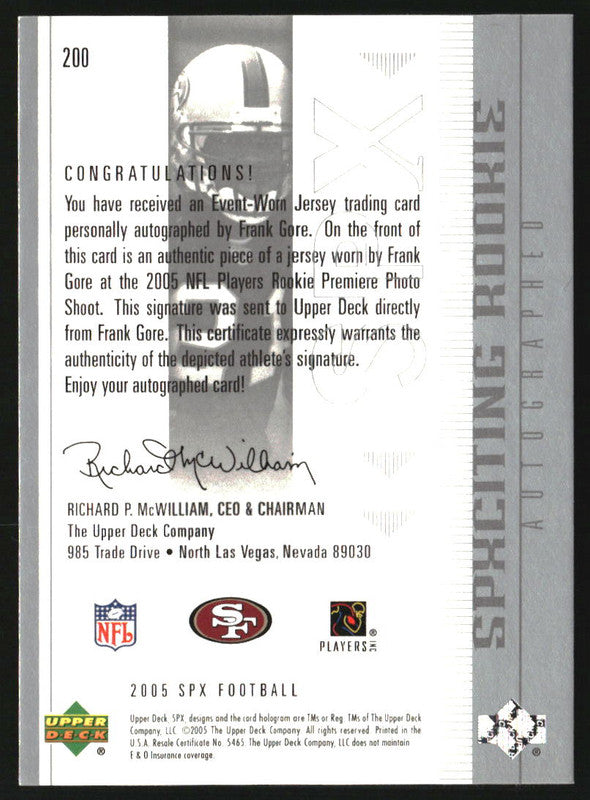 200
CONGRATULATIONS!
You have received an Event-Worn Jersey trading card
personally autographed by Frank Gore. On the front of
this card is an authentic piece of a jersey worn by Frank
Gore at the 2005 NFL Players Rookie Premiere Photo
Shoot. This signature was sent to Upper Deck directly
from Frank Gore. This certificate expressly warrants the
authenticity of the depicted athlete's signature.
Enjoy your autographed card!
Richard McWilliam
RICHARD P. McWILLIAM, CEO & CHAIRMAN
The Upper Deck Company
985 Trade Drive • North Las Vegas, Nevada 89030
NFL
SF
PLAYERS INC ®
2005 SPX FOOTBALL
UPPER
DECK
®
Upper Deck, SPX, designs and the card hologram are TMs or Reg. TMs of The Upper Deck
Company, LLC. ©2005 The Upper Deck Company. All rights reserved. Printed in the
U.S.A. Resale Certificate No. 5465. The Upper Deck Company, LLC does not maintain
E & O Insurance coverage.
®
SPX
SPXCITING ROOKIE
AUTOGRAPHED